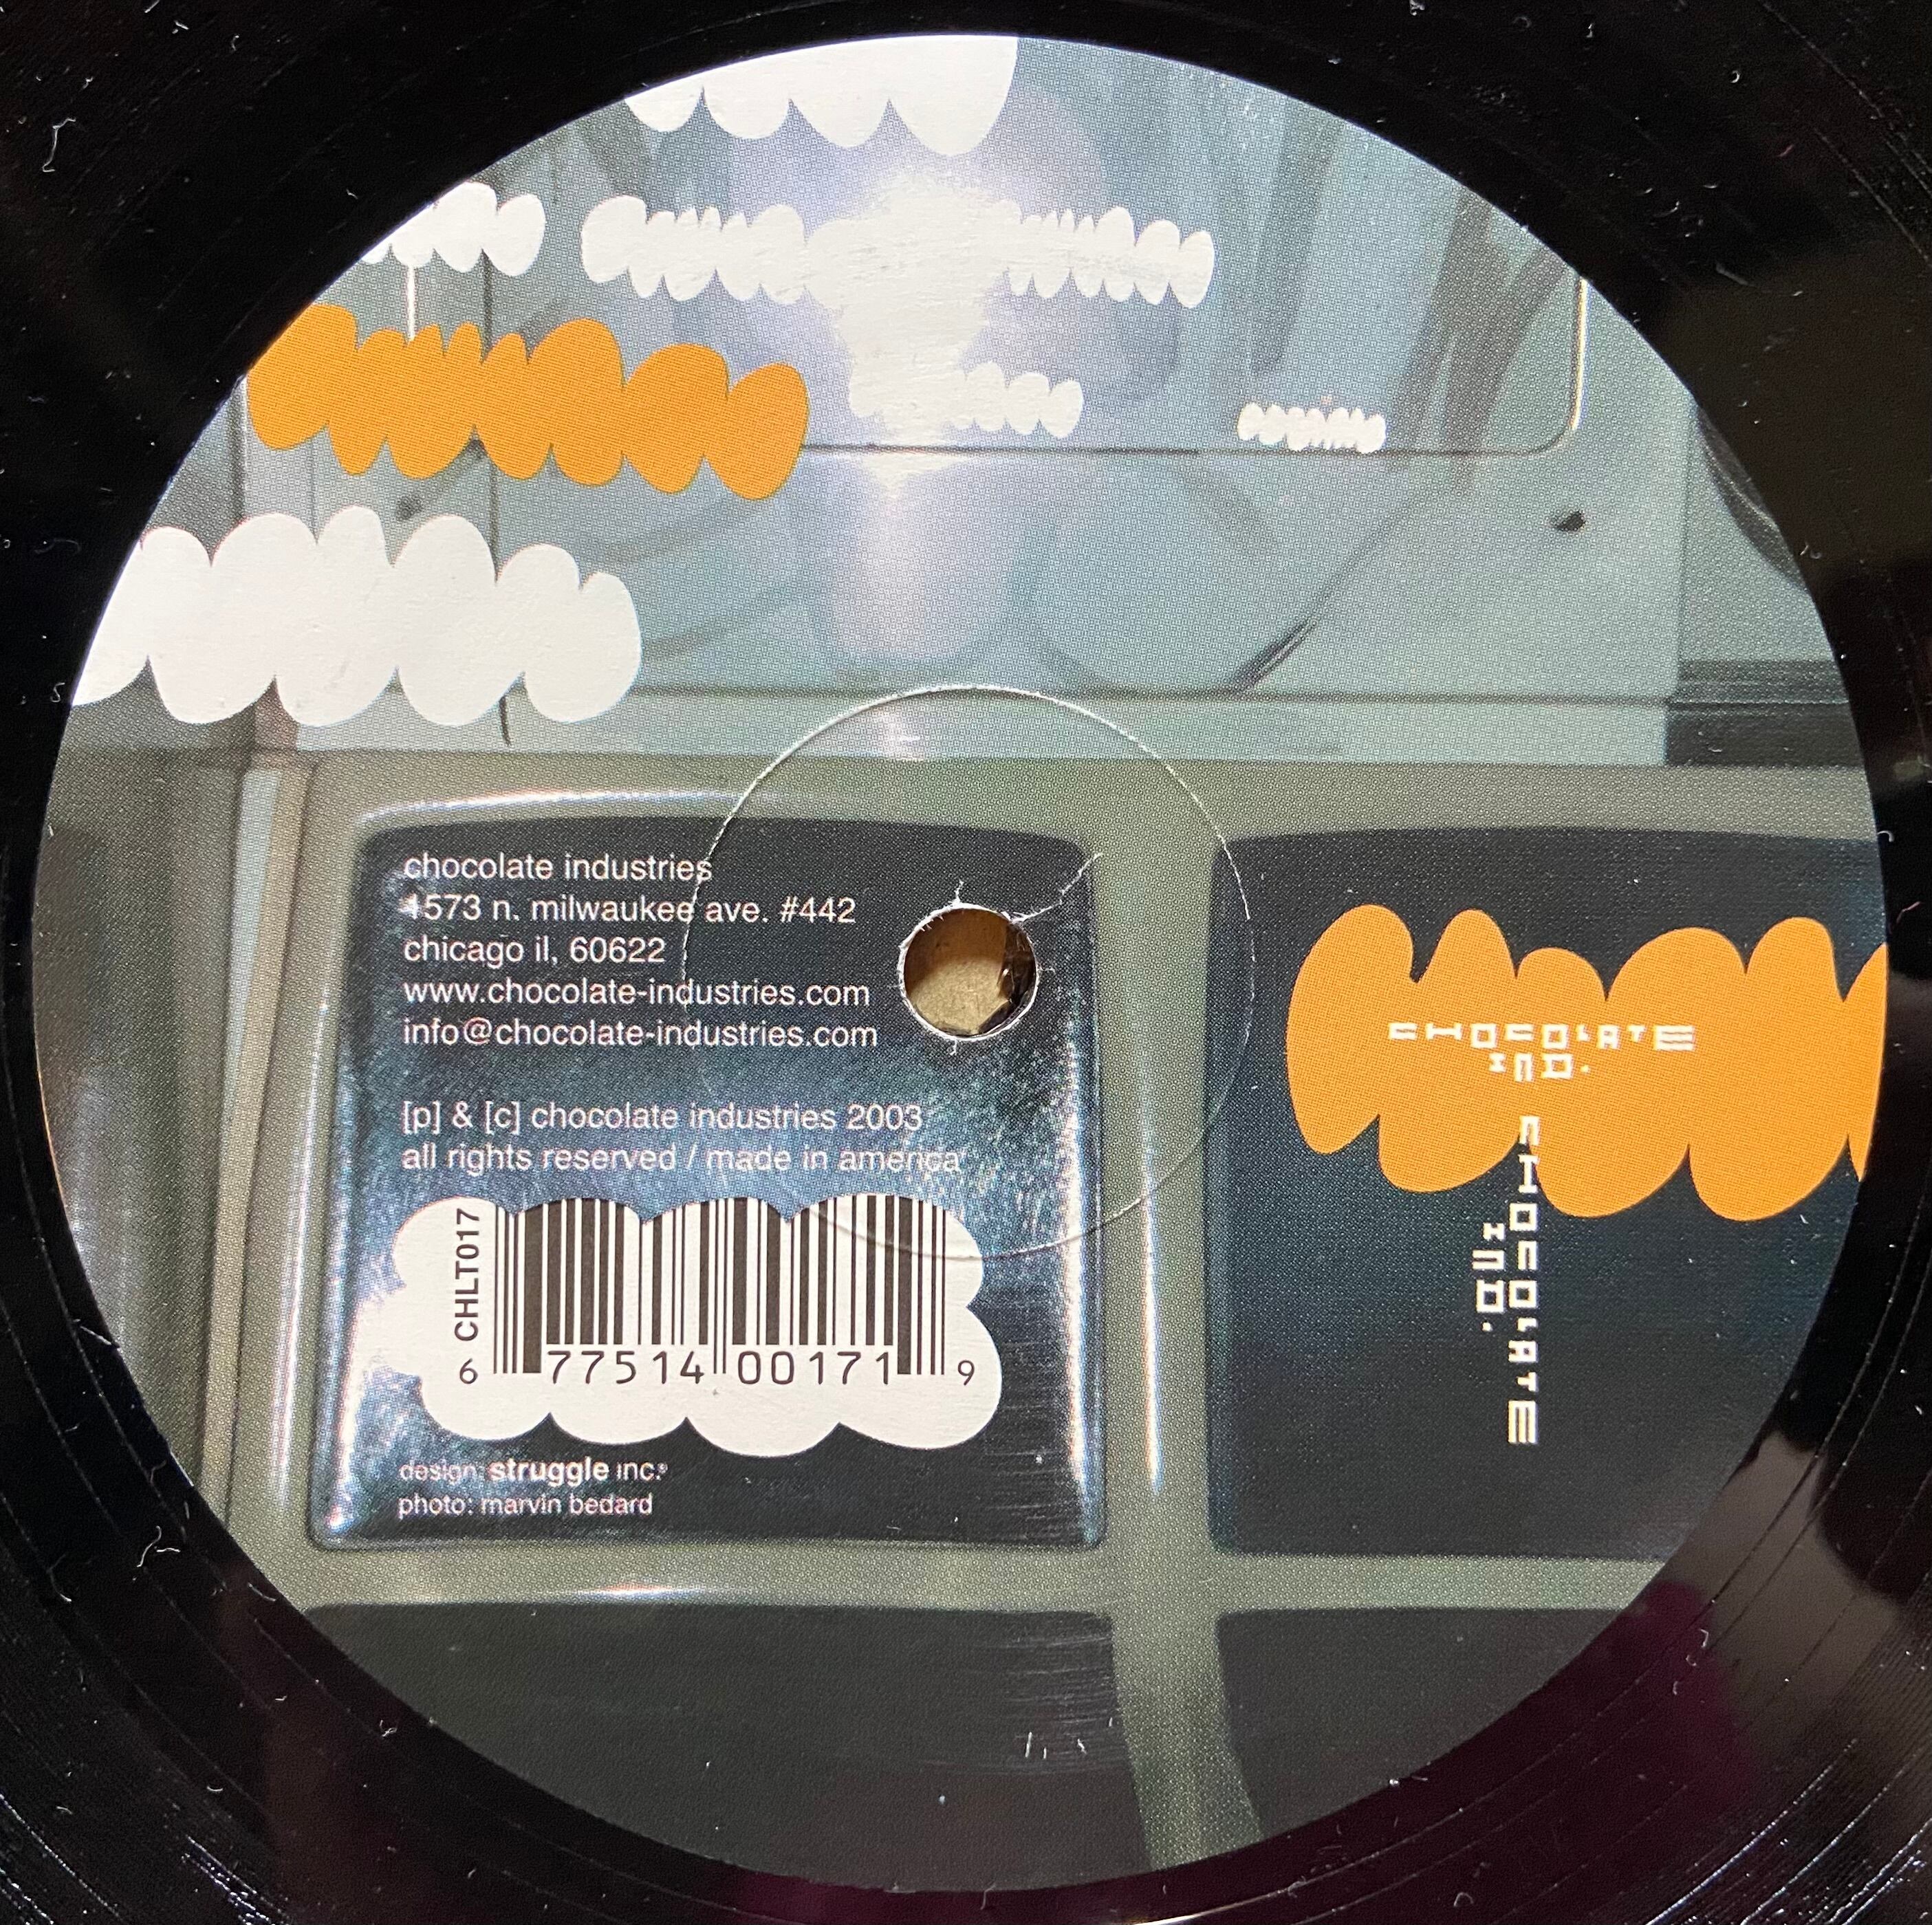 chocolate industries
1573 n. milwaukee ave. #442
chicago il, 60622
www.chocolate-industries.com
info@chocolate-industries.com
[p] & [c] chocolate industries 2003
all rights reserved / made in america
CHLT017
6 77514 00171 9
design: struggle inc.®
photo: marvin bedard
CHOCOLATE
IND.
CHOCOLATE
IND.